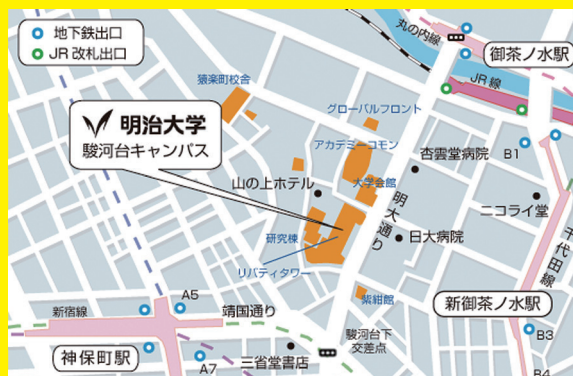 地下鉄出口
JR 改札出口
丸の内線
御茶ノ水駅
JR 線
猿楽町校舎
グローバルフロント
明治大学
駿河台キャンパス
アカデミーコモン
杏雲堂病院
B1
大学会館
山の上ホテル
明大通り
ニコライ堂
研究棟
日大病院
千代田線
リバティタワー
紫紺館
新御茶ノ水駅
A5
新宿線
靖国通り
駿河台下
交差点
B3
神保町駅
A7
三省堂書店
B4